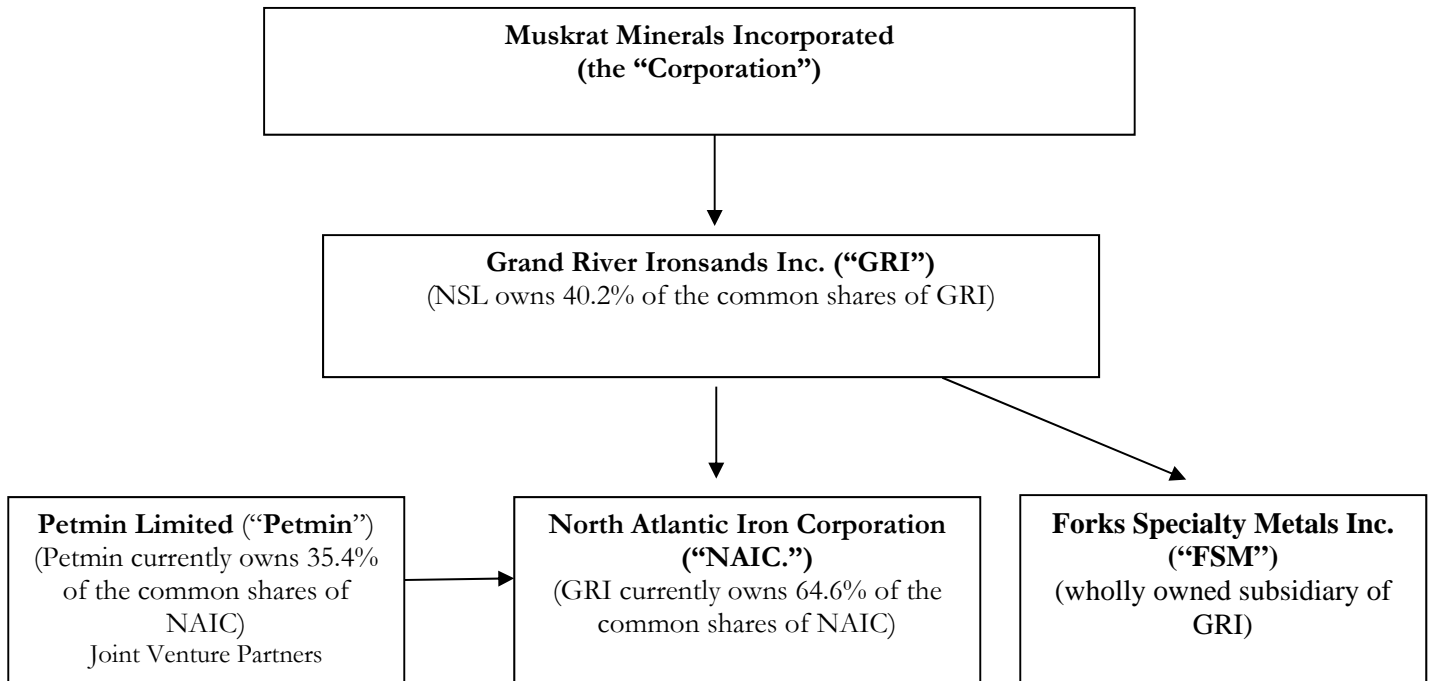 Muskrat Minerals Incorporated
(the “Corporation”)
Grand River Ironsands Inc. (“GRI”)
(NSL owns 40.2% of the common shares of GRI)
Petmin Limited (“Petmin”)
(Petmin currently owns 35.4%
of the common shares of
NAIC)
Joint Venture Partners
North Atlantic Iron Corporation
(“NAIC.”)
(GRI currently owns 64.6% of the
common shares of NAIC)
Forks Specialty Metals Inc.
(“FSM”)
(wholly owned subsidiary of
GRI)